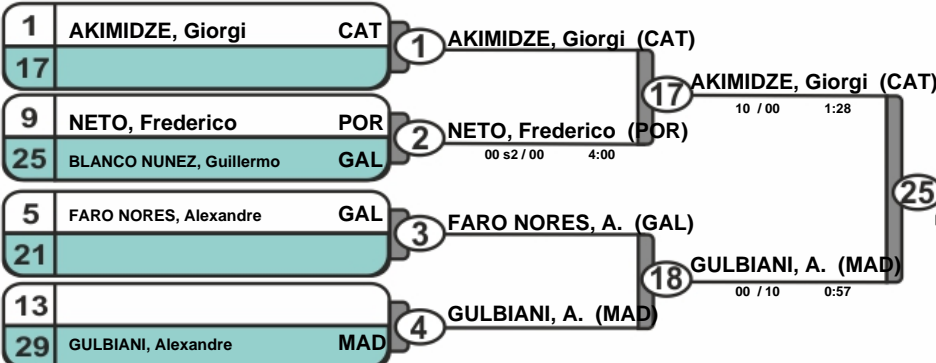 1 AKIMIDZE, Giorgi CAT
17
1 AKIMIDZE, Giorgi (CAT)
9 NETO, Frederico POR
25 BLANCO NUNEZ, Guillermo GAL
2 NETO, Frederico (POR)
00 s2 / 00 4:00
17 AKIMIDZE, Giorgi (CAT)
10 / 00 1:28
5 FARO NORES, Alexandre GAL
21
3 FARO NORES, A. (GAL)
13
29 GULBIANI, Alexandre MAD
4 GULBIANI, A. (MAD)
18 GULBIANI, A. (MAD)
00 / 10 0:57
25